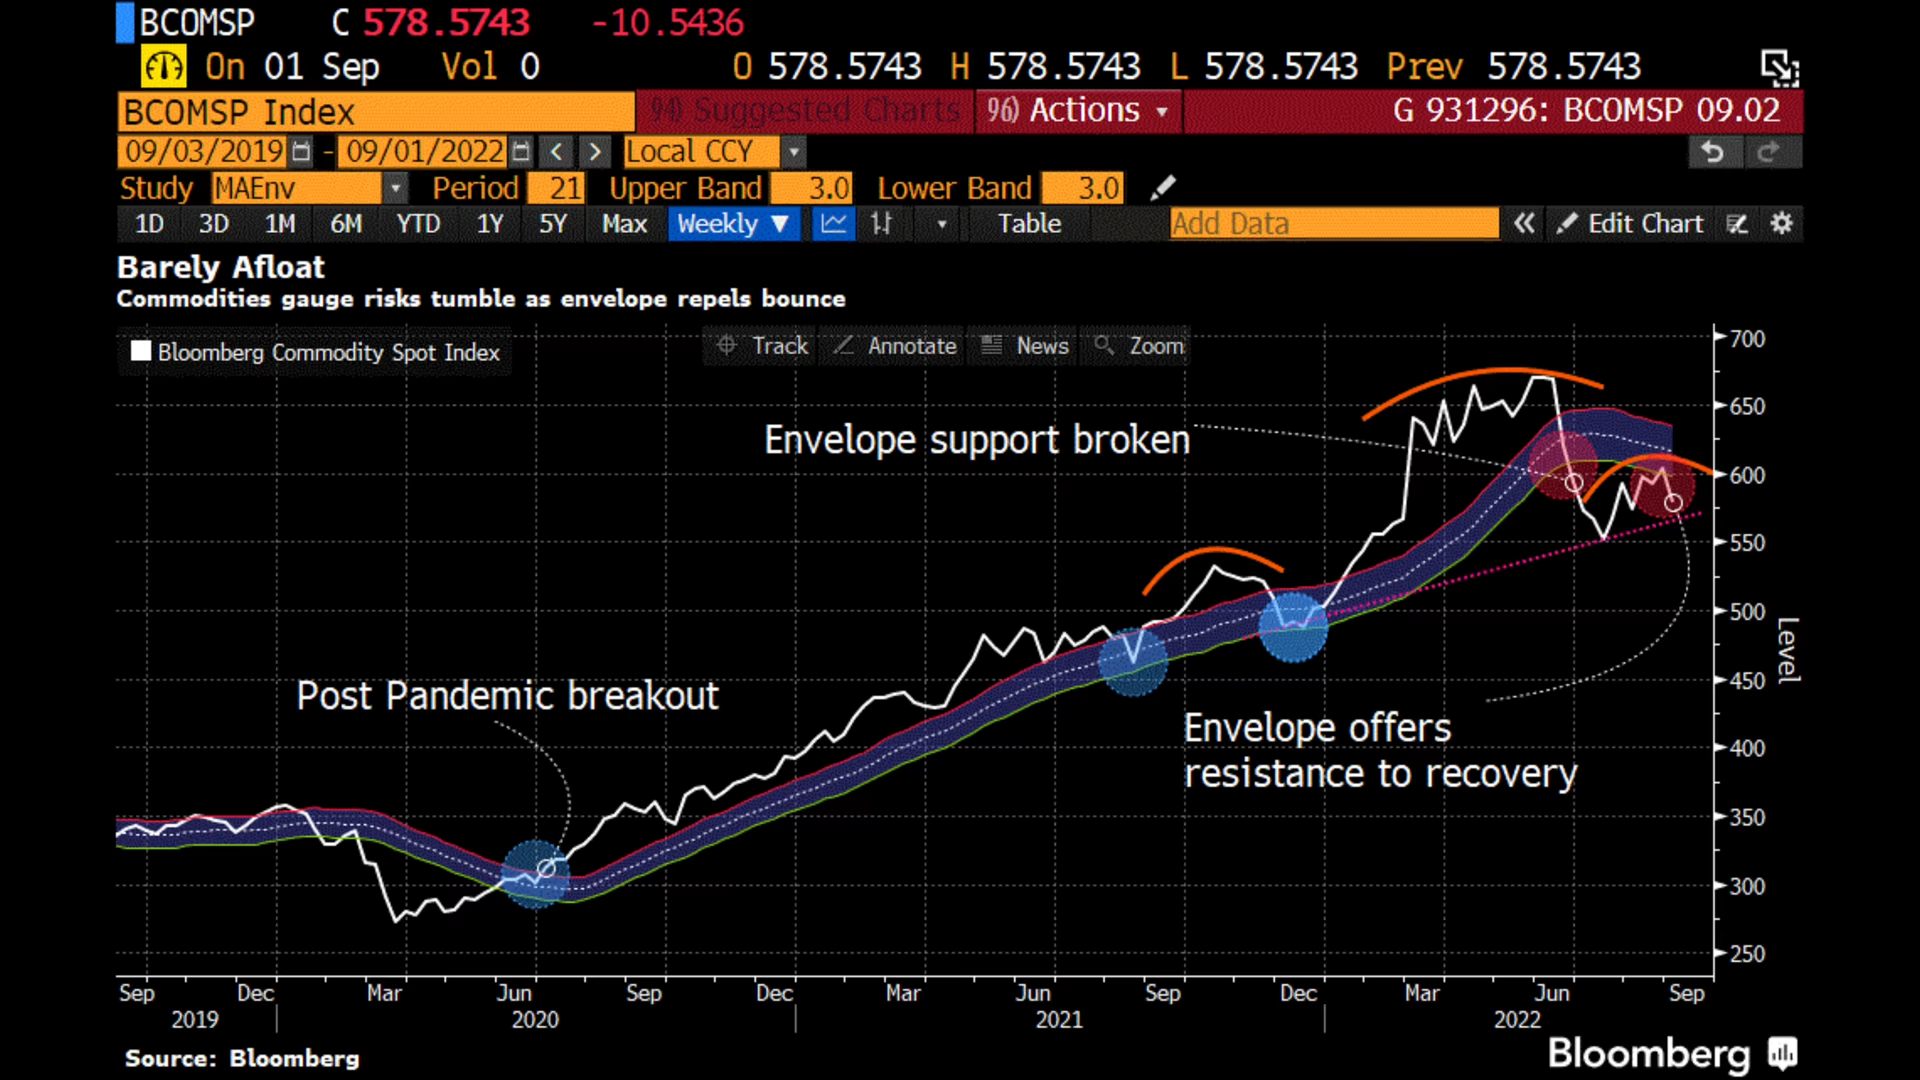 BCOMSP C 578.5743 -10.5436
On 01 Sep Vol 0 O 578.5743 H 578.5743 L 578.5743 Prev 578.5743
BCOMSP Index 94) Suggested Charts 96) Actions G 931296: BCOMSP 09.02
09/03/2019 - 09/01/2022 < > Local CCY
Study MAEnv Period 21 Upper Band 3.0 Lower Band 3.0
1D 3D 1M 6M YTD 1Y 5Y Max Weekly ▼ Table Add Data « Edit Chart
Barely Afloat
Commodities gauge risks tumble as envelope repels bounce
Bloomberg Commodity Spot Index Track Annotate News Zoom
700
650
Envelope support broken
600
550
500
Level
450
Post Pandemic breakout
Envelope offers
resistance to recovery
400
350
300
250
Sep Dec Mar Jun Sep Dec Mar Jun Sep Dec Mar Jun Sep
2019 2020 2021 2022
Source: Bloomberg
Bloomberg